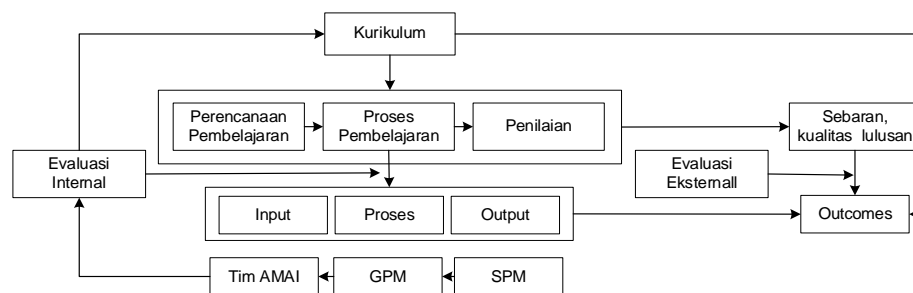 Kurikulum
Perencanaan
Pembelajaran
Proses
Pembelajaran
Penilaian
Sebaran,
kualitas lulusan
Evaluasi
Internal
Evaluasi
Eksternall
Input
Proses
Output
Outcomes
Tim AMAI
GPM
SPM